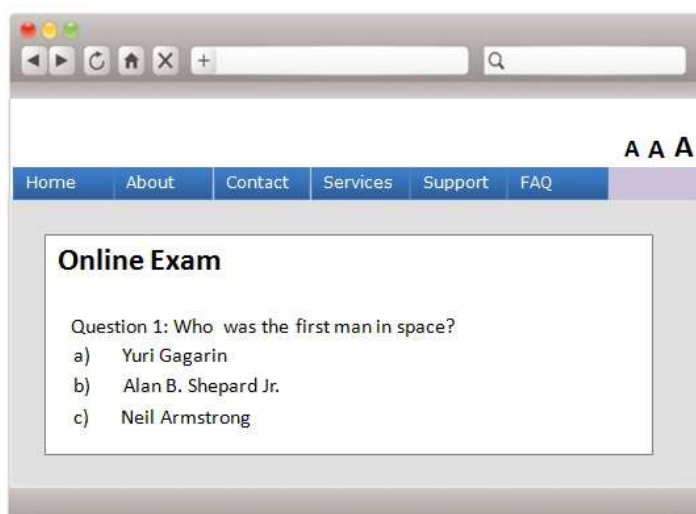 A A A
Home About Contact Services Support FAQ
Online Exam
Question 1: Who was the first man in space?
a) Yuri Gagarin
b) Alan B. Shepard Jr.
c) Neil Armstrong